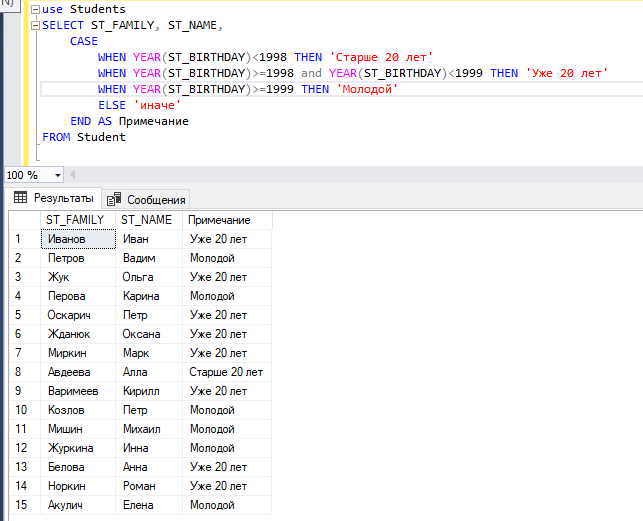 N)
use Students
SELECT ST_FAMILY, ST_NAME,
CASE
WHEN YEAR(ST_BIRTHDAY)<1998 THEN 'Старше 20 лет'
WHEN YEAR(ST_BIRTHDAY)>=1998 and YEAR(ST_BIRTHDAY)<1999 THEN 'Уже 20 лет'
WHEN YEAR(ST_BIRTHDAY)>=1999 THEN 'Молодой'
ELSE 'иначе'
END AS Примечание
FROM Student
100 %
Результаты Сообщения
ST_FAMILY ST_NAME Примечание
1 Иванов Иван Уже 20 лет
2 Петров Вадим Молодой
3 Жук Ольга Уже 20 лет
4 Перова Карина Молодой
5 Оскарич Петр Уже 20 лет
6 Жданюк Оксана Уже 20 лет
7 Миркин Марк Уже 20 лет
8 Авдеева Алла Старше 20 лет
9 Варимеев Кирилл Уже 20 лет
10 Козлов Петр Молодой
11 Мишин Михаил Молодой
12 Журкина Инна Молодой
13 Белова Анна Уже 20 лет
14 Норкин Роман Уже 20 лет
15 Акулич Елена Молодой